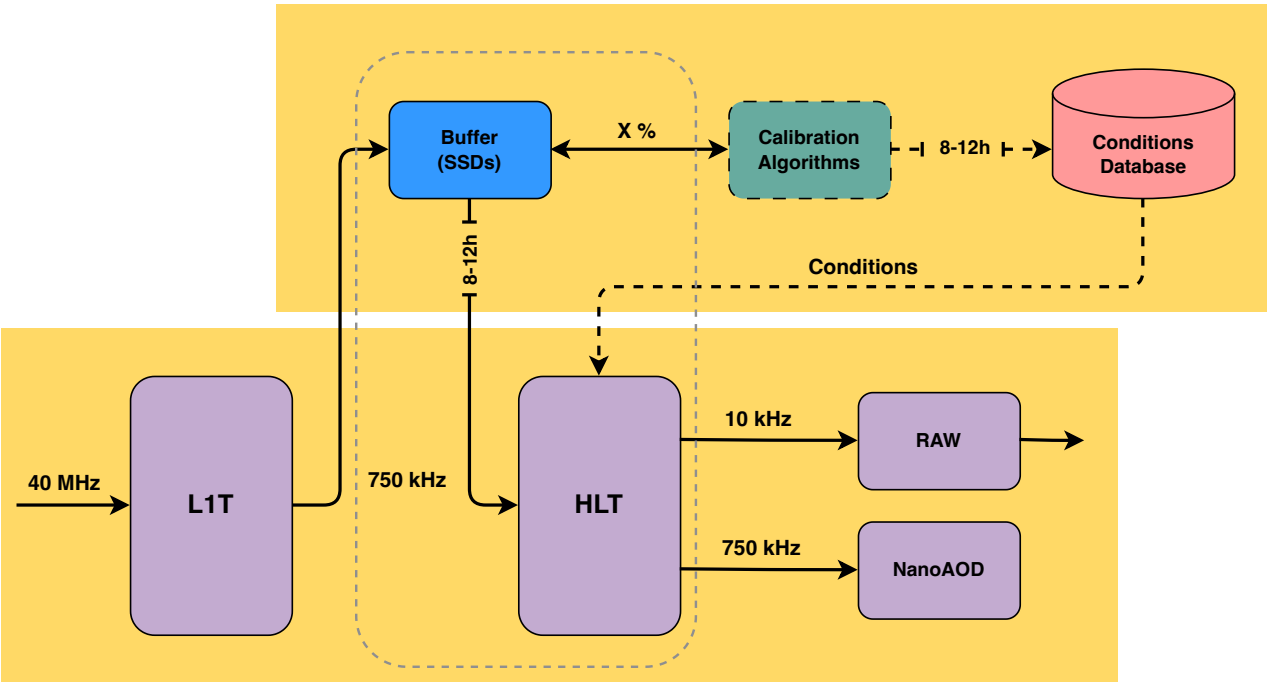 Buffer
(SSDs)
X %
Calibration
Algorithms
8-12h
Conditions
Database
8-12h
Conditions
40 MHz
L1T
750 kHz
HLT
10 kHz
RAW
750 kHz
NanoAOD